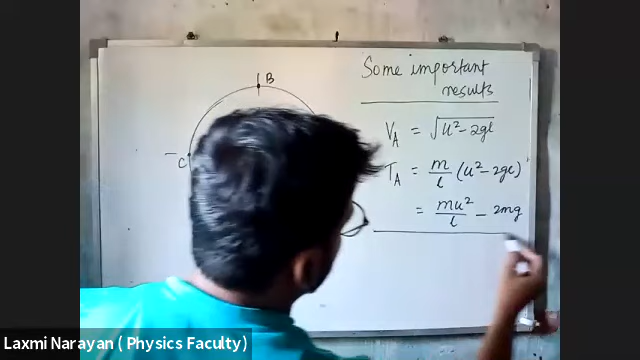 B
C
Some important
results
V_A = √(u²-2gl)
T_A = m/l (u²-2gl)
= mu²/l - 2mg
Laxmi Narayan ( Physics Faculty)